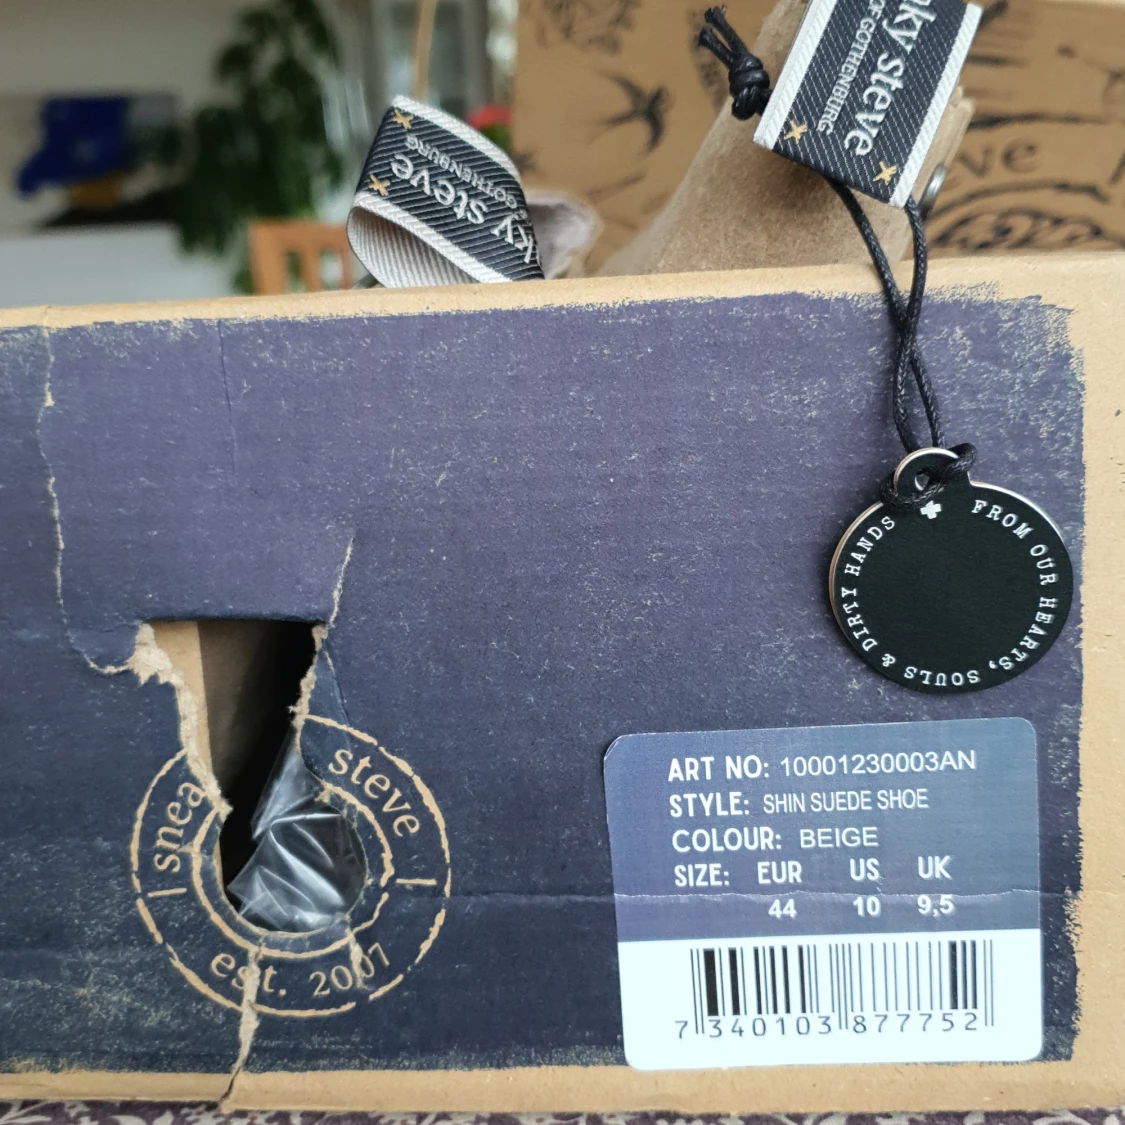 steve
GOTHENBURG
ky steve
OF GOTHENBURG
ve
FROM OUR HEARTS, SOULS & DIRTY HANDS
snea
steve
est. 2007
ART NO: 10001230003AN
STYLE: SHIN SUEDE SHOE
COLOUR: BEIGE
SIZE: EUR US UK
44 10 9,5
7 340103 877752